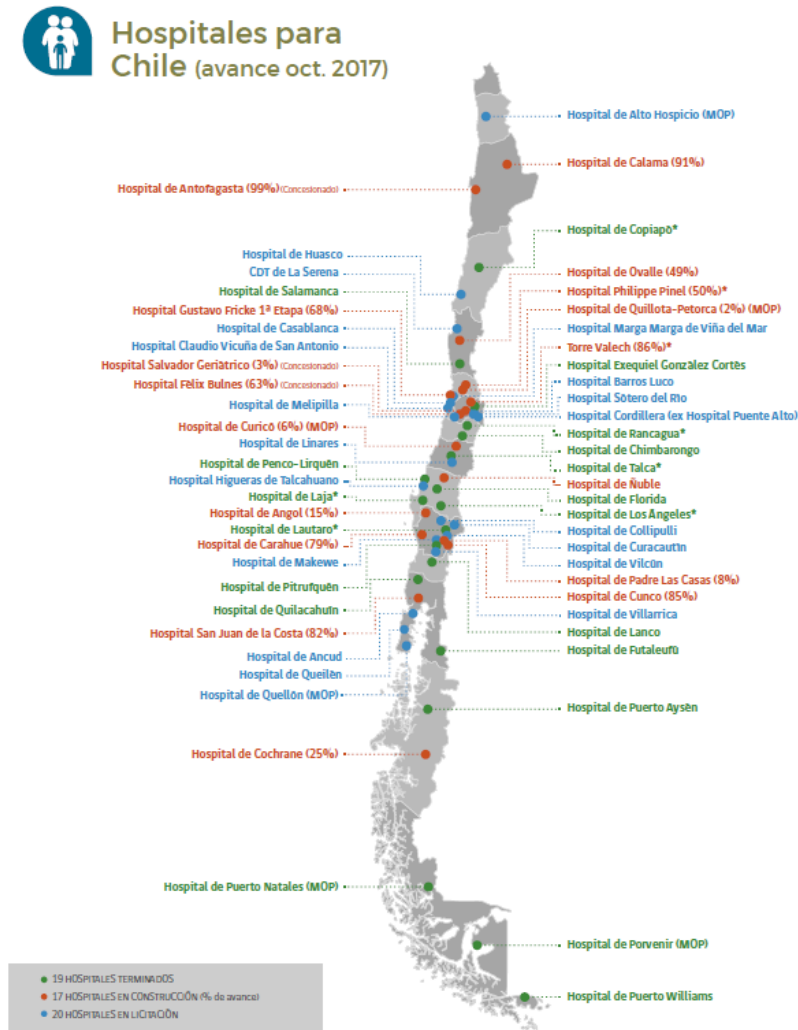 Hospitales para
Chile (avance oct. 2017)
Hospital de Alto Hospicio (MOP)
Hospital de Calama (91%)
Hospital de Antofagasta (99%) (Concesionado)
Hospital de Copiapó*
Hospital de Huasco
CDT de La Serena
Hospital de Salamanca
Hospital Gustavo Fricke 1ª Etapa (68%)
Hospital de Casablanca
Hospital Claudio Vicuña de San Antonio
Hospital Salvador Geriátrico (3%) (Concesionado)
Hospital Félix Bulnes (63%) (Concesionado)
Hospital de Melipilla
Hospital de Curicó (6%) (MOP)
Hospital de Linares
Hospital de Penco-Lirquén
Hospital Higueras de Talcahuano
Hospital de Laja*
Hospital de Angol (15%)
Hospital de Lautaro*
Hospital de Carahue (79%)
Hospital de Makewe
Hospital de Pitrufquén
Hospital de Quilacahuín
Hospital San Juan de la Costa (82%)
Hospital de Ancud
Hospital de Queilén
Hospital de Quellón (MOP)
Hospital de Cochrane (25%)
Hospital de Puerto Natales (MOP)
Hospital de Ovalle (49%)
Hospital Philippe Pinel (50%)*
Hospital de Quillota-Petorca (2%) (MOP)
Hospital Marga Marga de Viña del Mar
Torre Valech (86%)*
Hospital Exequiel González Cortés
Hospital Barros Luco
Hospital Sótero del Río
Hospital Cordillera (ex Hospital Puente Alto)
Hospital de Rancagua*
Hospital de Chimbarongo
Hospital de Talca*
Hospital de Ñuble
Hospital de Florida
Hospital de Los Ángeles*
Hospital de Collipulli
Hospital de Curacautín
Hospital de Vilcún
Hospital de Padre Las Casas (8%)
Hospital de Cunco (85%)
Hospital de Villarrica
Hospital de Lanco
Hospital de Futaleufú
Hospital de Puerto Aysén
Hospital de Porvenir (MOP)
Hospital de Puerto Williams
19 HOSPITALES TERMINADOS
17 HOSPITALES EN CONSTRUCCIÓN (% de avance)
20 HOSPITALES EN LICITACIÓN